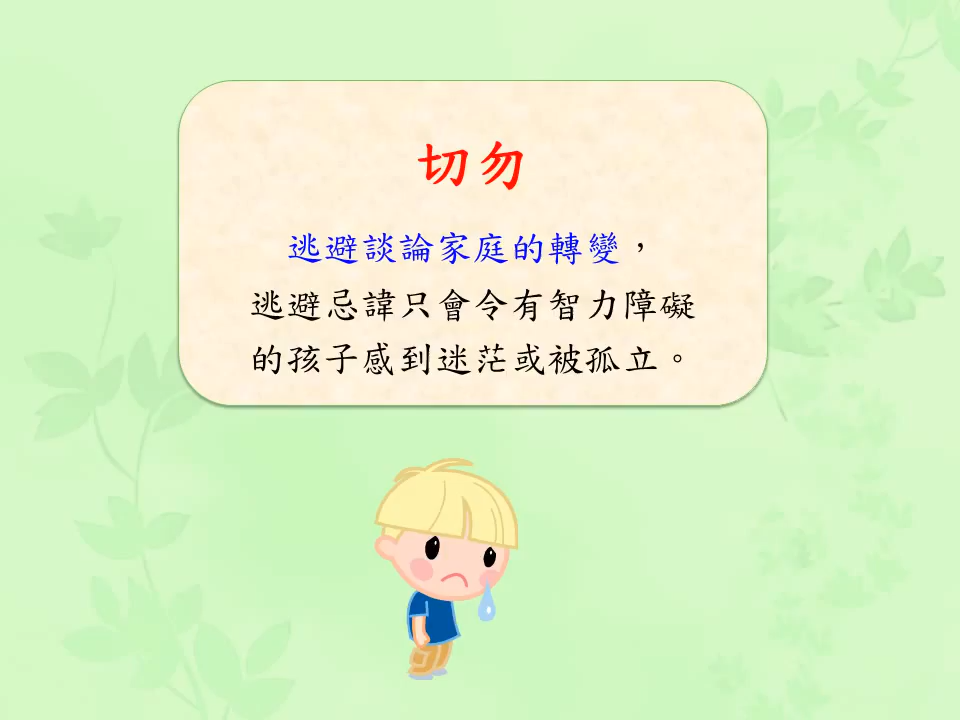 切勿
逃避談論家庭的轉變，
逃避忌諱只會令有智力障礙
的孩子感到迷茫或被孤立。